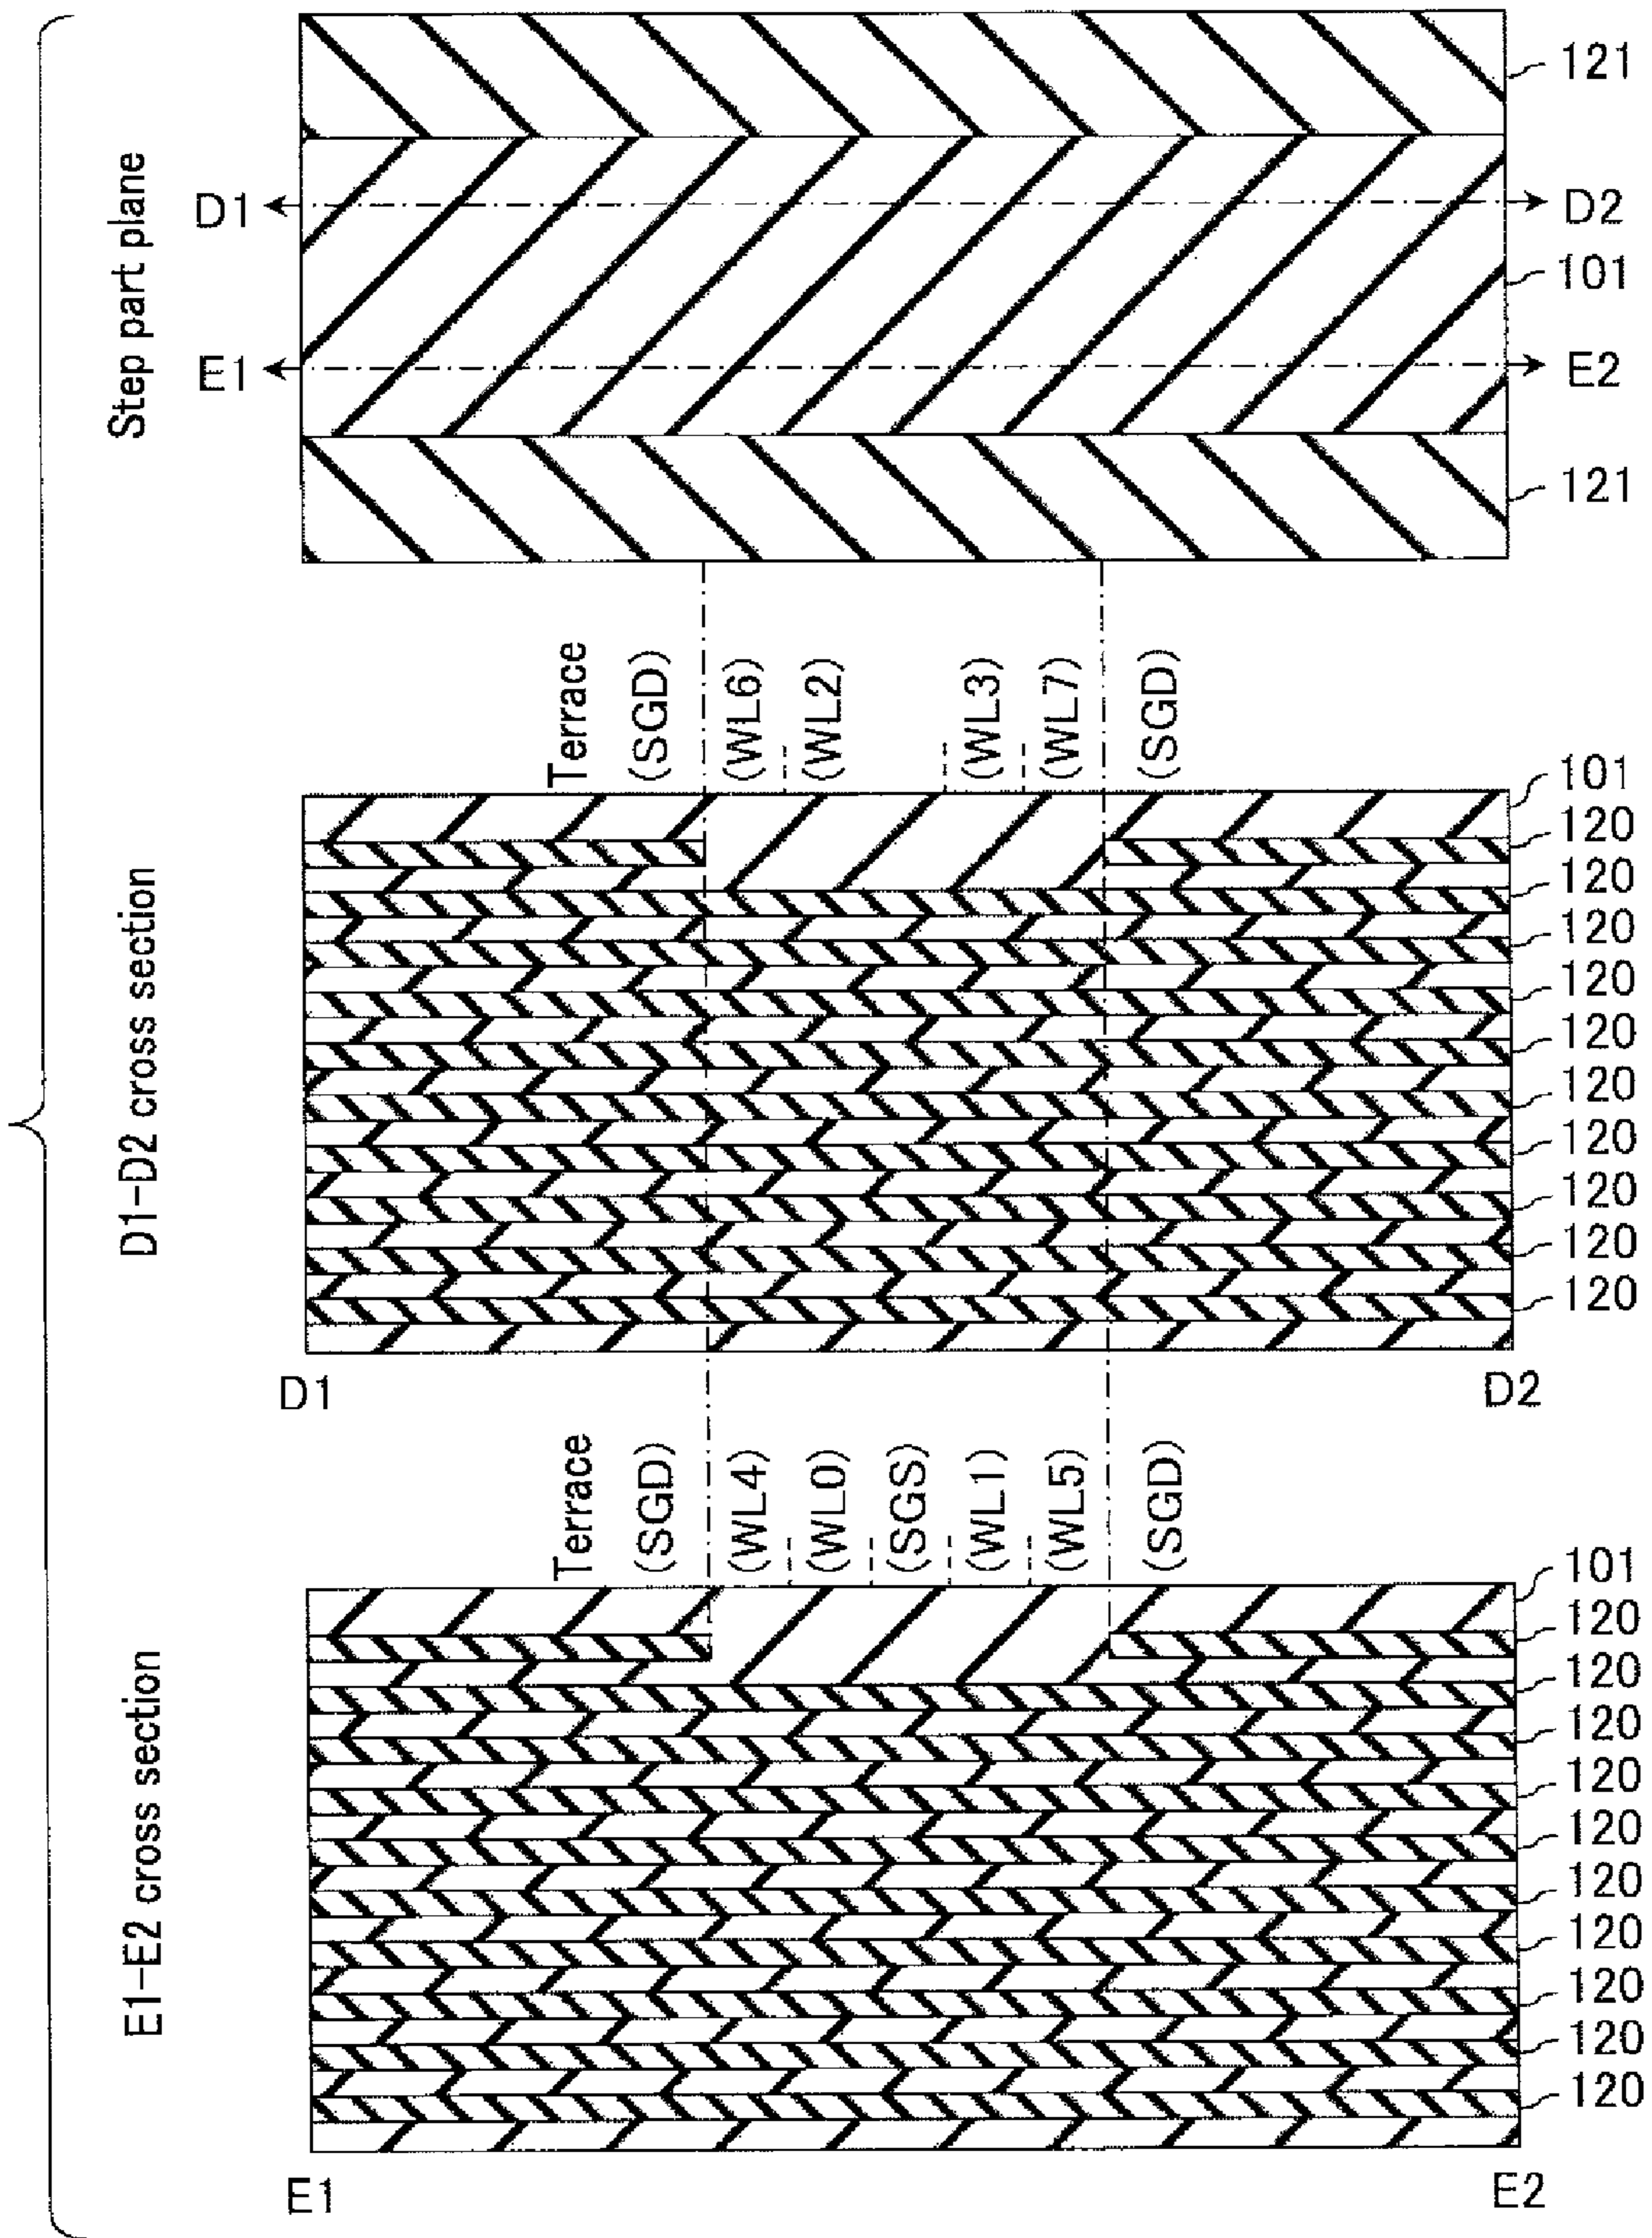 Step part plane
121
D1
D2
101
E1
E2
121
D1-D2 cross section
Terrace
(SGD)
(WL6)
(WL2)
(WL3)
(WL7)
(SGD)
101
120
120
120
120
120
120
120
120
120
120
D1
D2
E1-E2 cross section
Terrace
(SGD)
(WL4)
(WL0)
(SGS)
(WL1)
(WL5)
(SGD)
101
120
120
120
120
120
120
120
120
120
120
E1
E2